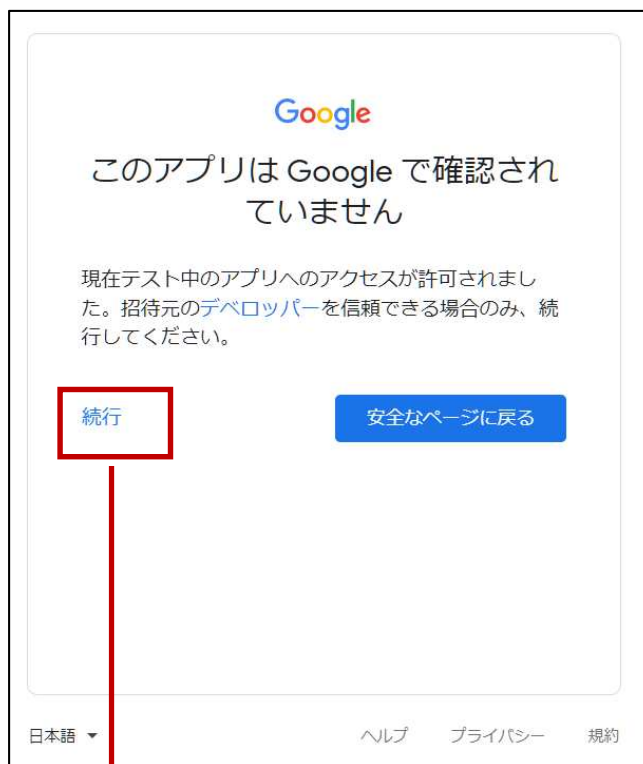 Google
このアプリは Google で確認され
ていません
現在テスト中のアプリへのアクセスが許可されまし
た。招待元のデベロッパーを信頼できる場合のみ、続
行してください。
続行
安全なページに戻る
日本語
ヘルプ プライバシー 規約